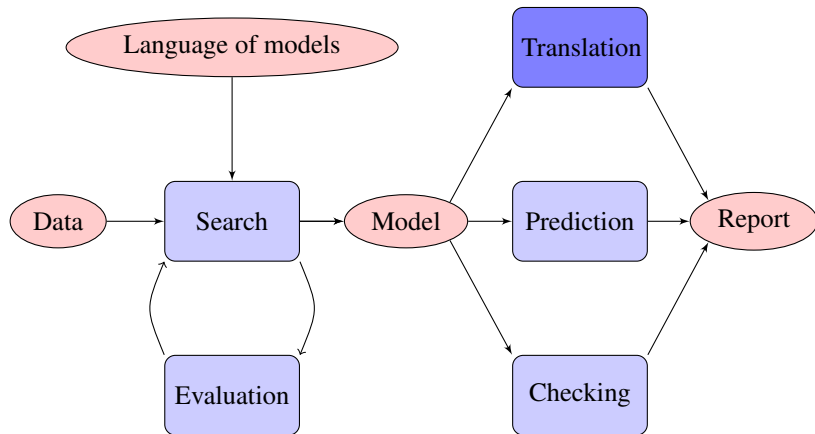 Language of models
Translation
Data
Search
Model
Prediction
Report
Evaluation
Checking